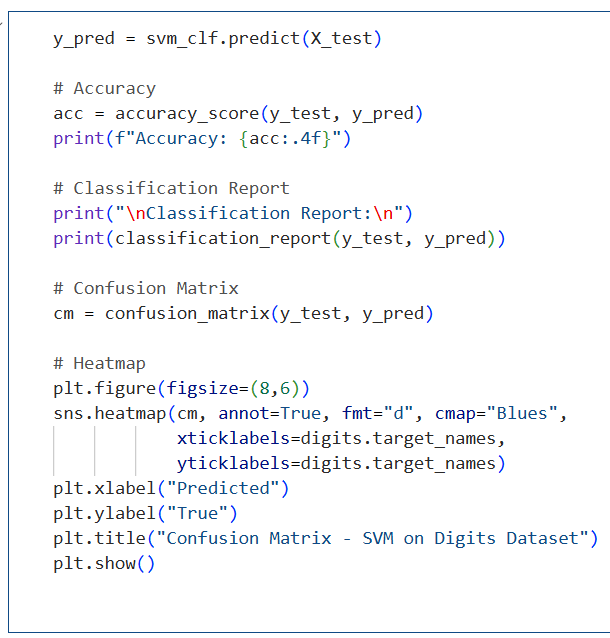 y_pred = svm_clf.predict(X_test)

# Accuracy
acc = accuracy_score(y_test, y_pred)
print(f"Accuracy: {acc:.4f}")

# Classification Report
print("\nClassification Report:\n")
print(classification_report(y_test, y_pred))

# Confusion Matrix
cm = confusion_matrix(y_test, y_pred)

# Heatmap
plt.figure(figsize=(8,6))
sns.heatmap(cm, annot=True, fmt="d", cmap="Blues",
            xticklabels=digits.target_names,
            yticklabels=digits.target_names)
plt.xlabel("Predicted")
plt.ylabel("True")
plt.title("Confusion Matrix - SVM on Digits Dataset")
plt.show()